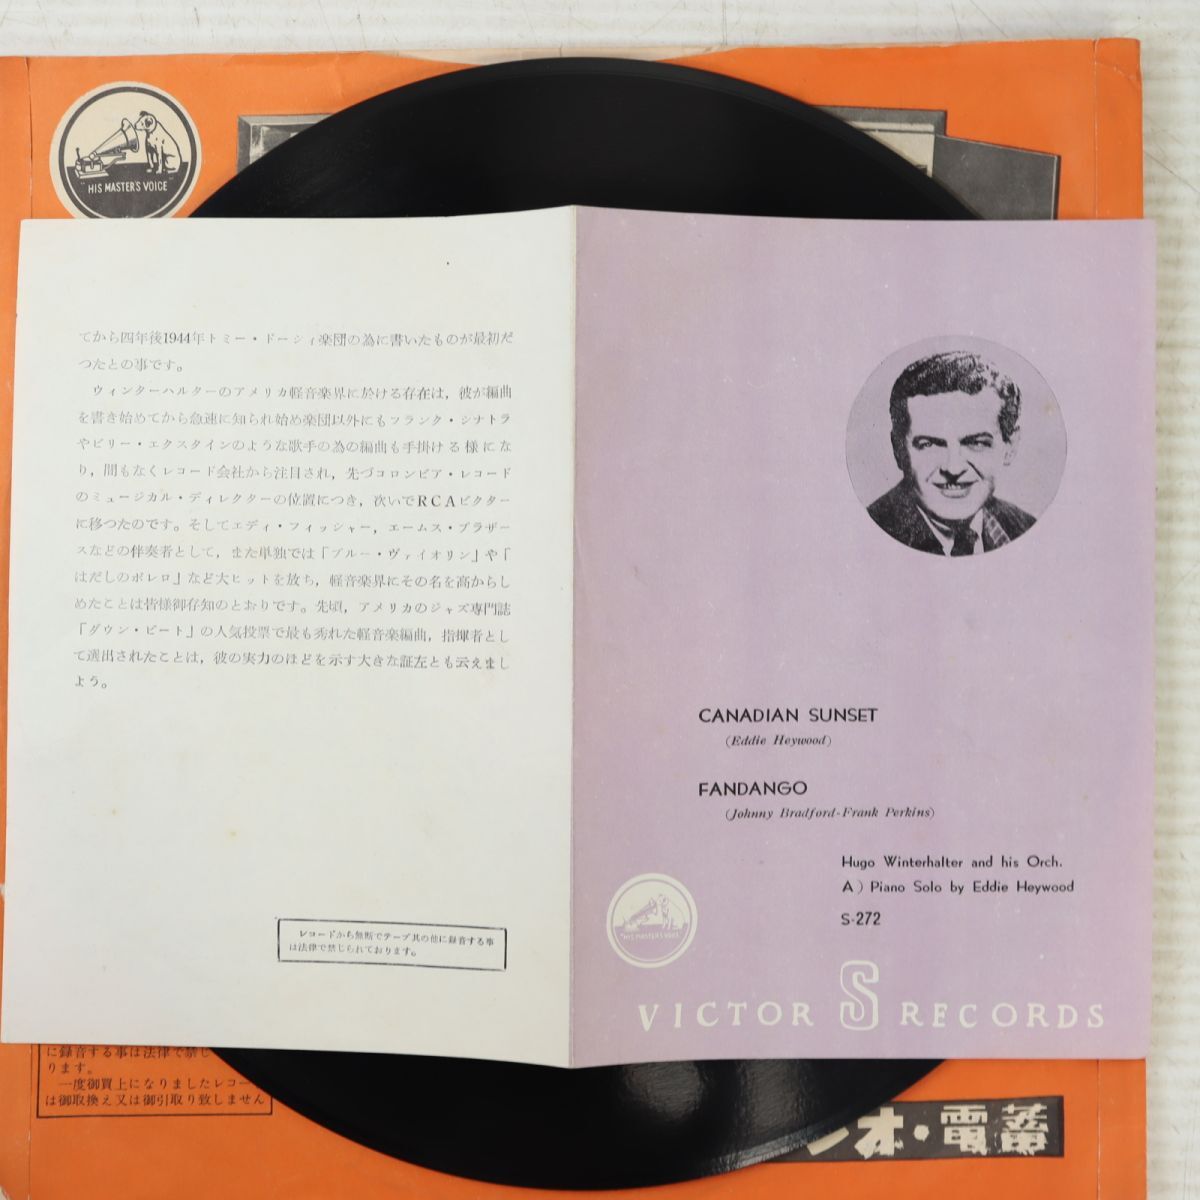 "HIS MASTER'S VOICE"
てから四年後1944年トミー・ドーシィ楽団の為に書いたものが最初だ
つたとの事です。
ウィンターハルターのアメリカ軽音楽界に於ける存在は，彼が編曲
を書き始めてから急速に知られ始め楽団以外にもフランク・シナトラ
やビリー・エクスタインのような歌手の為の編曲も手掛ける様にな
り，間もなくレコード会社から注目され，先づコロンビア・レコード
のミュージカル・ディレクターの位置につき，次いでRCAビクター
に移つたのです。そしてエディ・フィッシャー，エームス・ブラザー
スなどの伴奏者として，また単独では「ブルー・ヴァイオリン」や「
はだしのボレロ」など大ヒットを放ち，軽音楽界にその名を高からし
めたことは皆様御存知のとおりです。先頃，アメリカのジャズ専門誌
「ダウン・ビート」の人気投票で最も秀れた軽音楽編曲，指揮者とし
て選出されたことは，彼の実力のほどを示す大きな証左とも云えまし
よう。
レコードから無断でテープ其の他に録音する事
は法律で禁じられております。
CANADIAN SUNSET
(Eddie Heywood)
FANDANGO
(Johnny Bradford-Frank Perkins)
Hugo Winterhalter and his Orch.
A) Piano Solo by Eddie Heywood
S-272
"HIS MASTER'S VOICE"
VICTOR S RECORDS
に録音する事は法律で禁じ
ります。
一度御買上になりましたレコー
は御取換え又は御引取り致しません
オ・電蓄